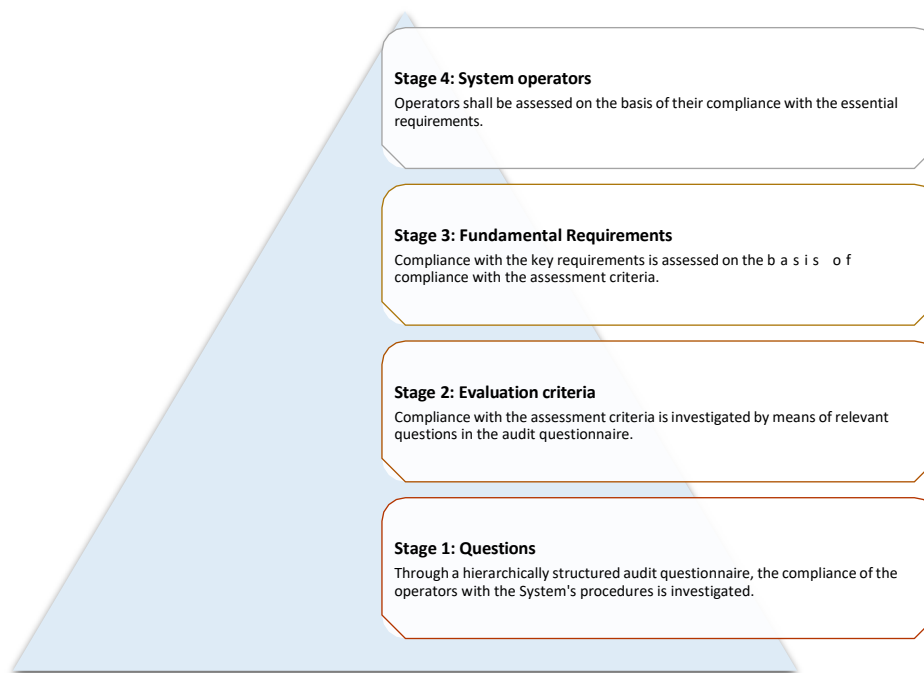 Stage 4: System operators
Operators shall be assessed on the basis of their compliance with the essential
requirements.
Stage 3: Fundamental Requirements
Compliance with the key requirements is assessed on the b a s i s o f
compliance with the assessment criteria.
Stage 2: Evaluation criteria
Compliance with the assessment criteria is investigated by means of relevant
questions in the audit questionnaire.
Stage 1: Questions
Through a hierarchically structured audit questionnaire, the compliance of the
operators with the System's procedures is investigated.